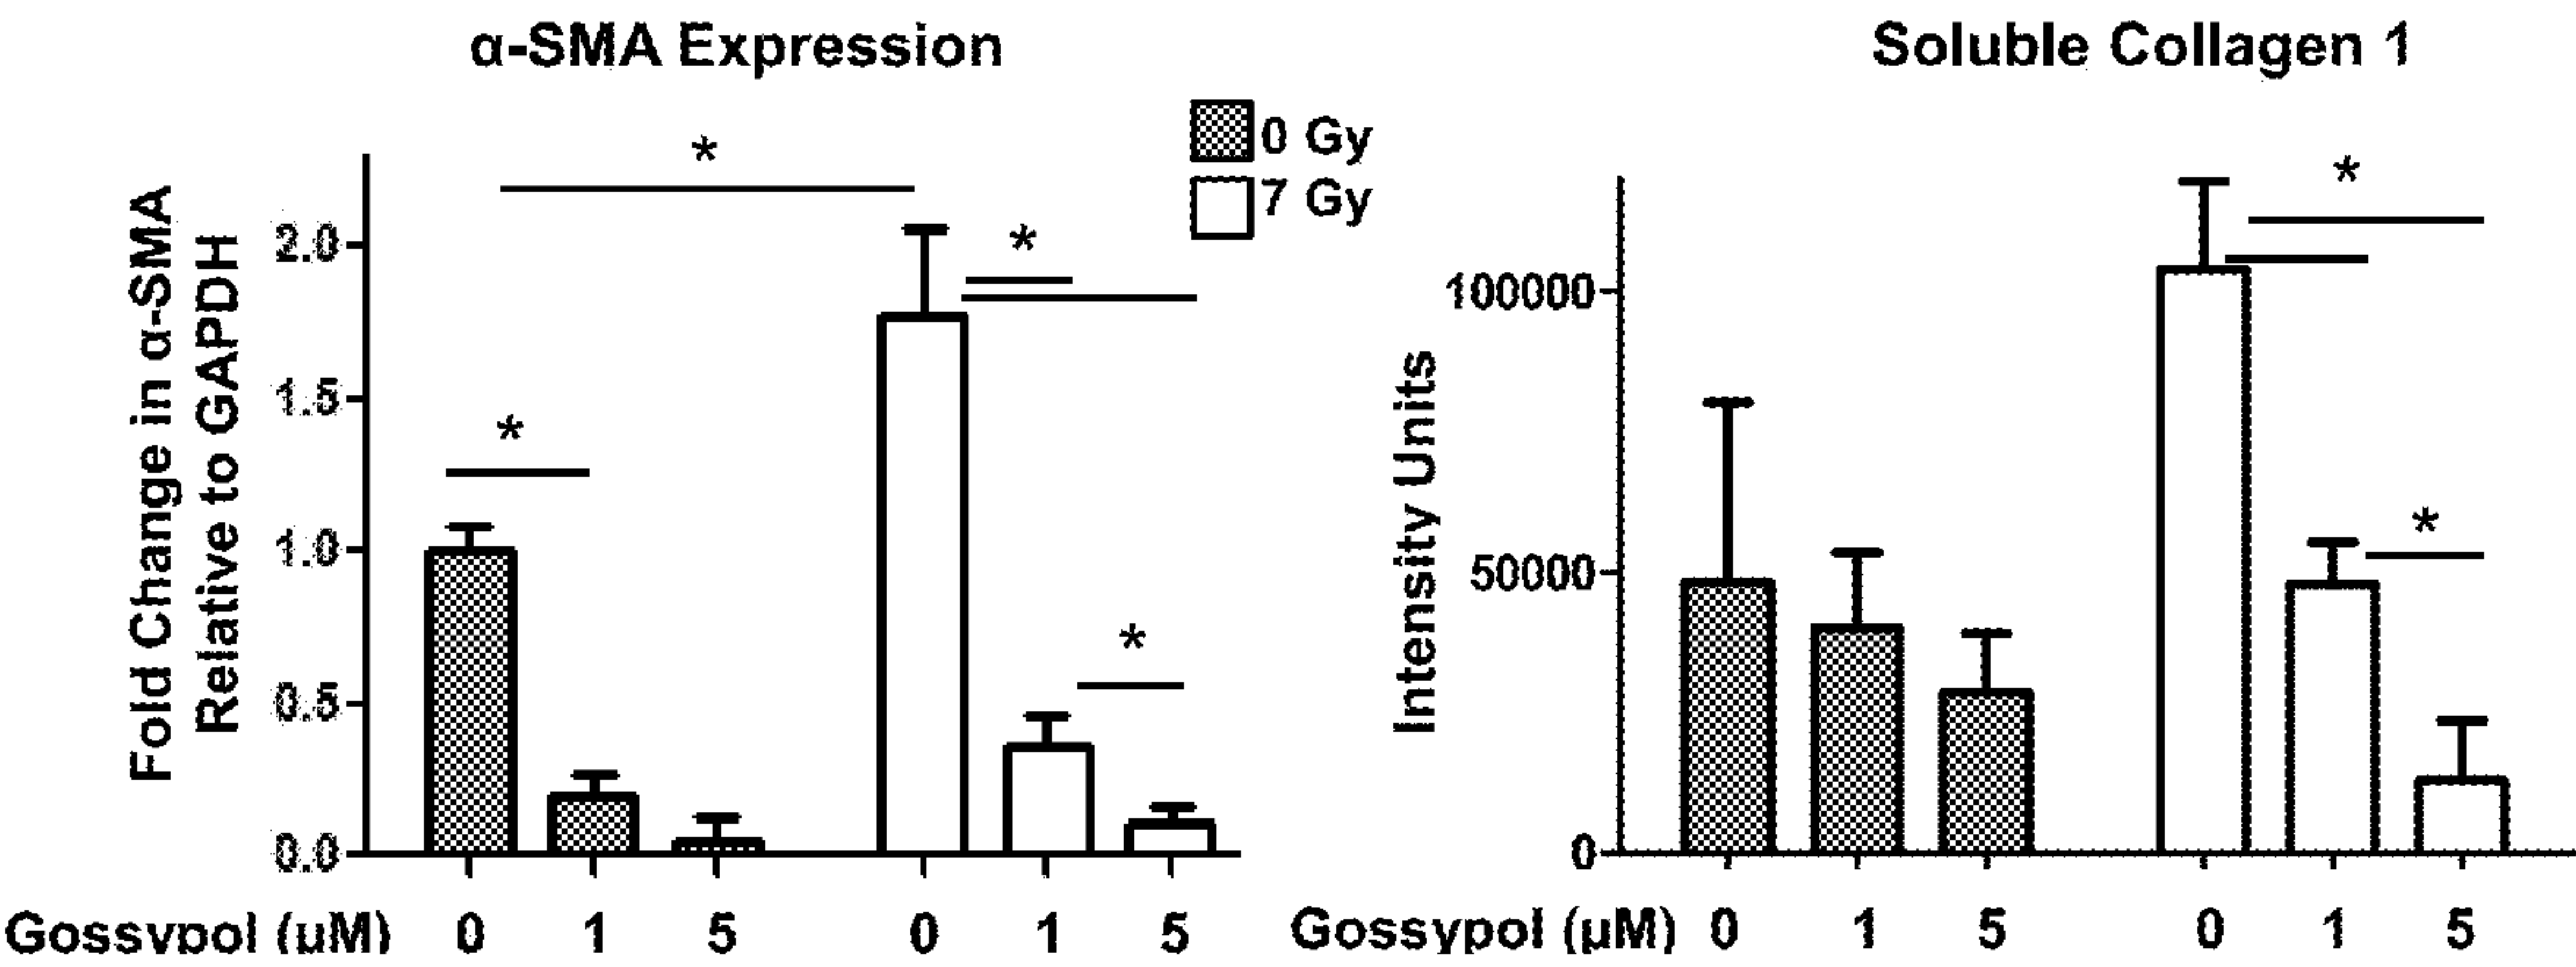 α-SMA Expression
Fold Change in α-SMA
Relative to GAPDH
2.0
1.5
1.0
0.5
0.0
*
*
*
*
0 Gy
7 Gy
Gossypol (μM) 0 1 5 0 1 5
Soluble Collagen 1
Intensity Units
100000
50000
0
*
*
Gossypol (μM) 0 1 5 0 1 5